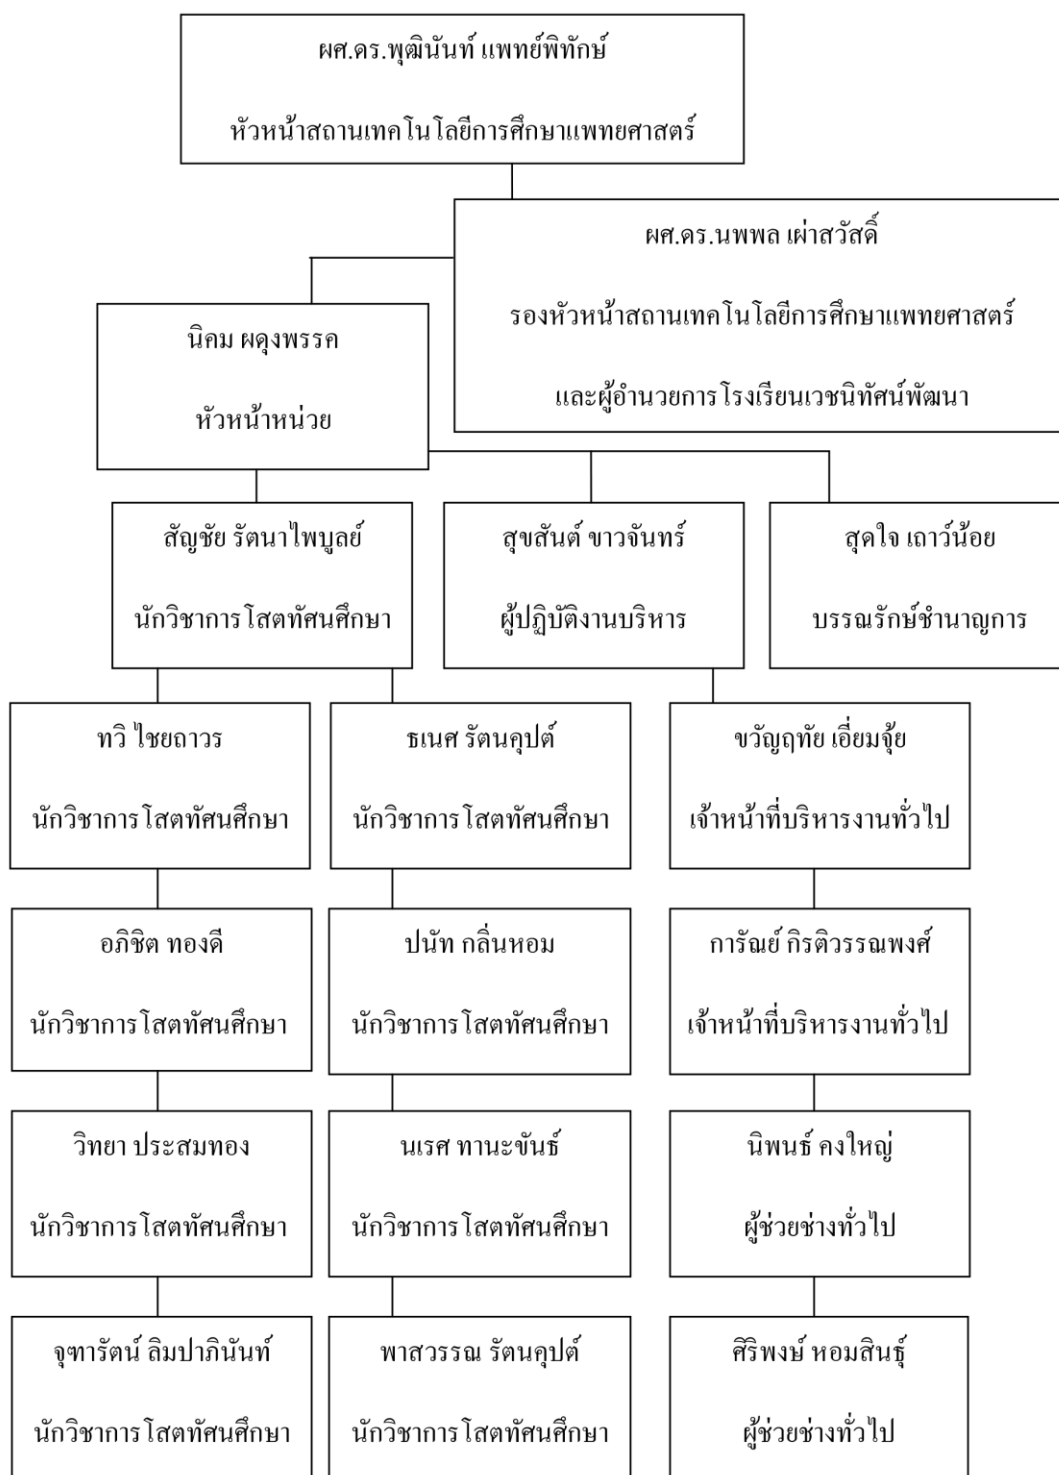 ผศ.ดร.พุฒินันท์ แพทย์พิทักษ์
หัวหน้าสถานเทคโนโลยีการศึกษาแพทยศาสตร์
ผศ.ดร.นพพล เผ่าสวัสดิ์
รองหัวหน้าสถานเทคโนโลยีการศึกษาแพทยศาสตร์
และผู้อำนวยการโรงเรียนเวชนิทัศน์พัฒนา
นิคม ผดุงพรรค
หัวหน้าหน่วย
สัญชัย รัตนาไพบูลย์
นักวิชาการโสตทัศนศึกษา
สุขสันต์ ขาวจันทร์
ผู้ปฏิบัติงานบริหาร
สุดใจ เถาว์น้อย
บรรณรักษ์ชำนาญการ
ทวิ ไชยถาวร
นักวิชาการโสตทัศนศึกษา
ธเนศ รัตนคุปต์
นักวิชาการโสตทัศนศึกษา
ขวัญฤทัย เอี่ยมจุ้ย
เจ้าหน้าที่บริหารงานทั่วไป
อภิชิต ทองดี
นักวิชาการโสตทัศนศึกษา
ปนัท กลิ่นหอม
นักวิชาการโสตทัศนศึกษา
การัณย์ กิรติวรรณพงศ์
เจ้าหน้าที่บริหารงานทั่วไป
วิทยา ประสมทอง
นักวิชาการโสตทัศนศึกษา
นเรศ ทานะขันธ์
นักวิชาการโสตทัศนศึกษา
นิพนธ์ คงใหญ่
ผู้ช่วยช่างทั่วไป
จุฑารัตน์ ลิมปาภินันท์
นักวิชาการโสตทัศนศึกษา
พาสวรรณ รัตนคุปต์
นักวิชาการโสตทัศนศึกษา
ศิริพงษ์ หอมสินธุ์
ผู้ช่วยช่างทั่วไป